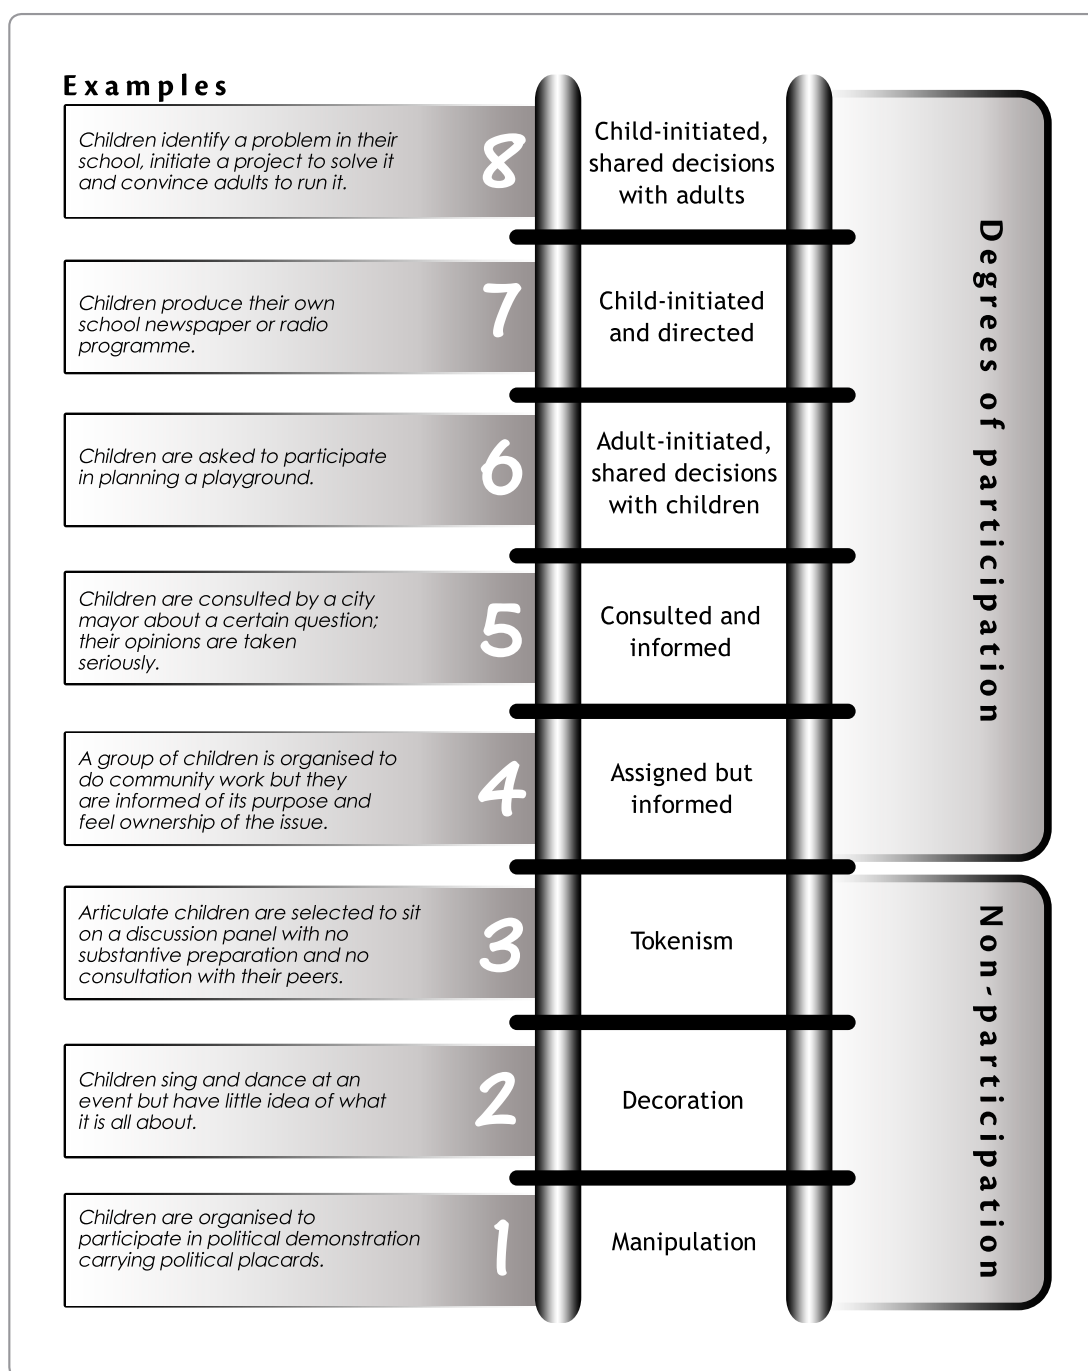 Examples
Children identify a problem in their
school, initiate a project to solve it
and convince adults to run it.
8
Child-initiated,
shared decisions
with adults
Children produce their own
school newspaper or radio
programme.
7
Child-initiated
and directed
Children are asked to participate
in planning a playground.
6
Adult-initiated,
shared decisions
with children
Children are consulted by a city
mayor about a certain question;
their opinions are taken
seriously.
5
Consulted and
informed
A group of children is organised to
do community work but they
are informed of its purpose and
feel ownership of the issue.
4
Assigned but
informed
Degrees of participation
Articulate children are selected to sit
on a discussion panel with no
substantive preparation and no
consultation with their peers.
3
Tokenism
Children sing and dance at an
event but have little idea of what
it is all about.
2
Decoration
Children are organised to
participate in political demonstration
carrying political placards.
1
Manipulation
Non-participation